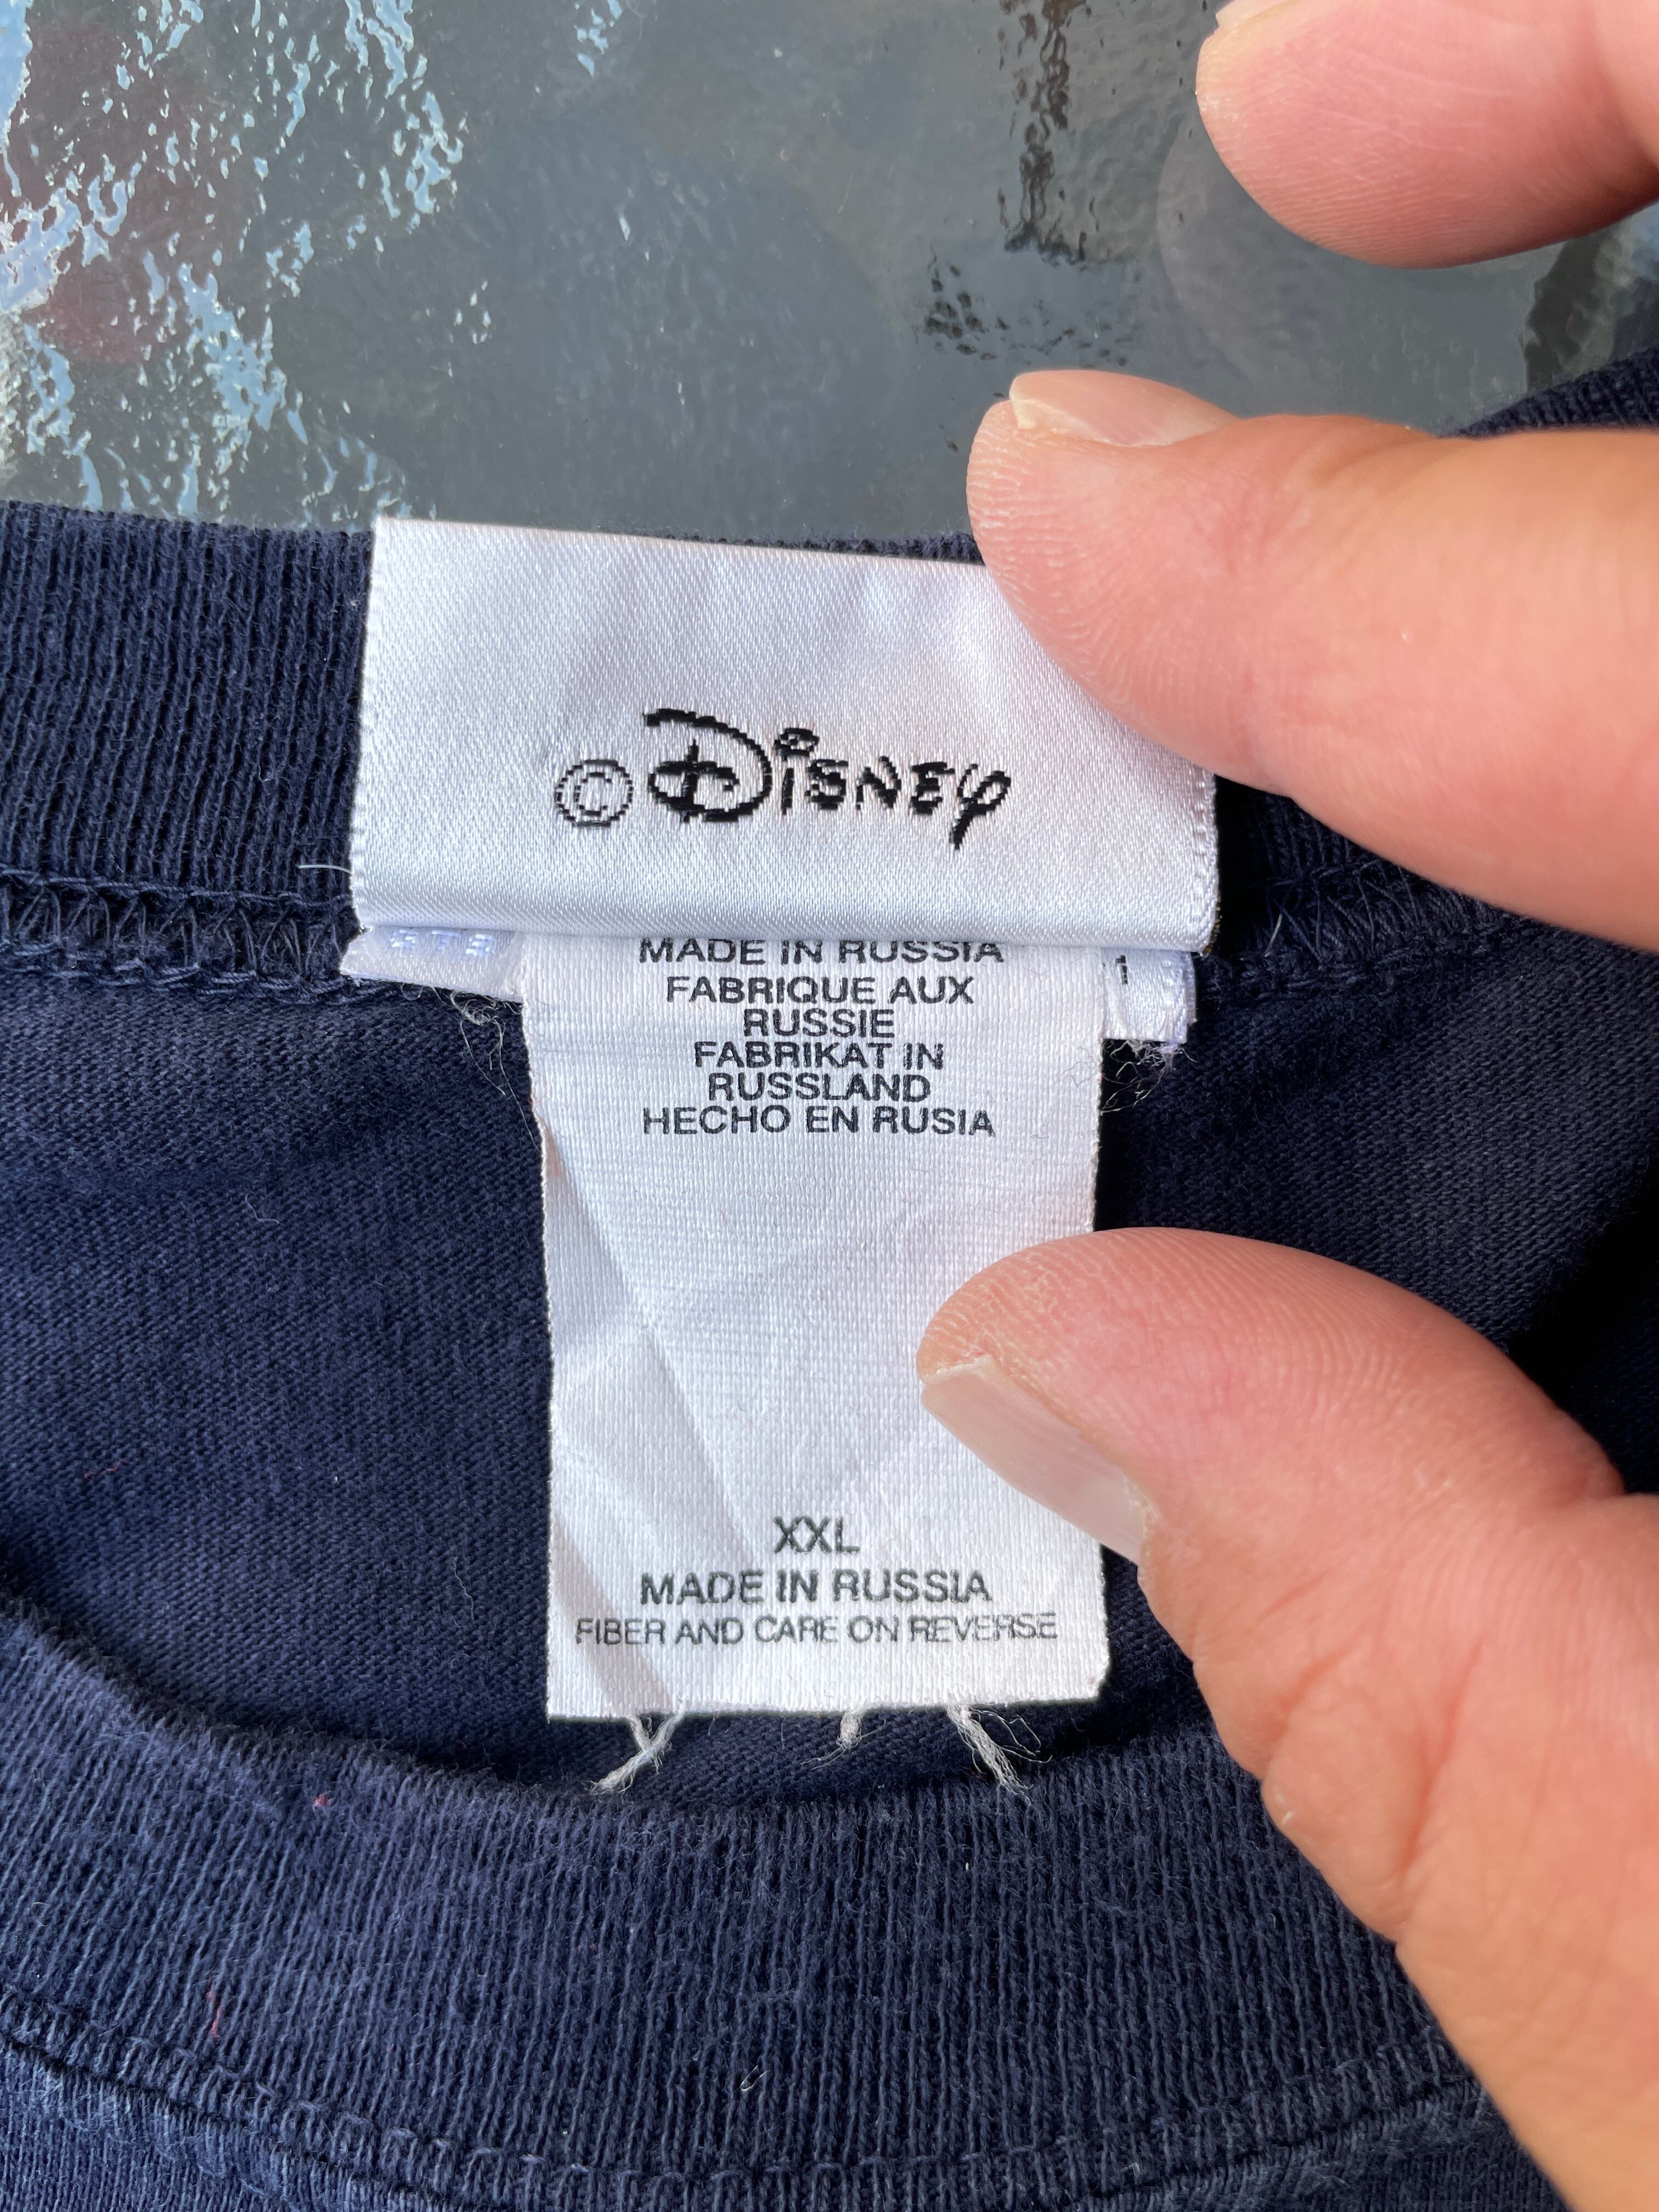 © Disney
MADE IN RUSSIA
FABRIQUE AUX
RUSSIE
FABRIKAT IN
RUSSLAND
HECHO EN RUSIA
XXL
MADE IN RUSSIA
FIBER AND CARE ON REVERSE